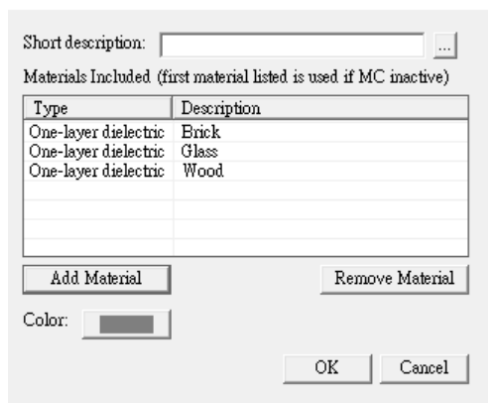 Short description: ...
Materials Included (first material listed is used if MC inactive)
Type Description
One-layer dielectric Brick
One-layer dielectric Glass
One-layer dielectric Wood
Add Material Remove Material
Color:
OK Cancel